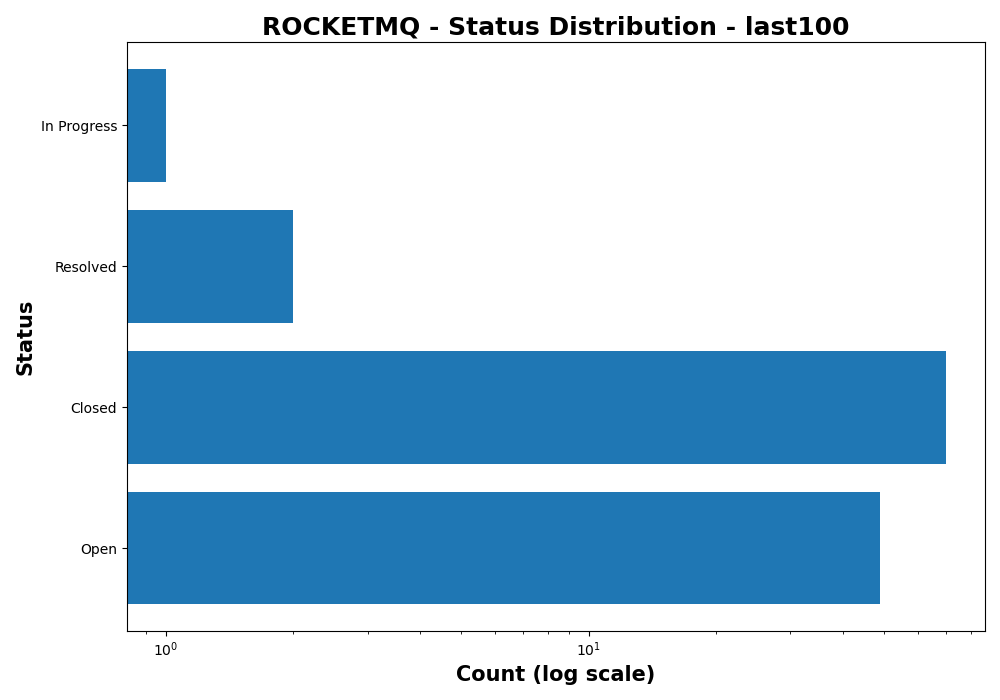 ROCKETMQ - Status Distribution - last100
In Progress
Resolved
Closed
Open
Status
10⁰
10¹
Count (log scale)